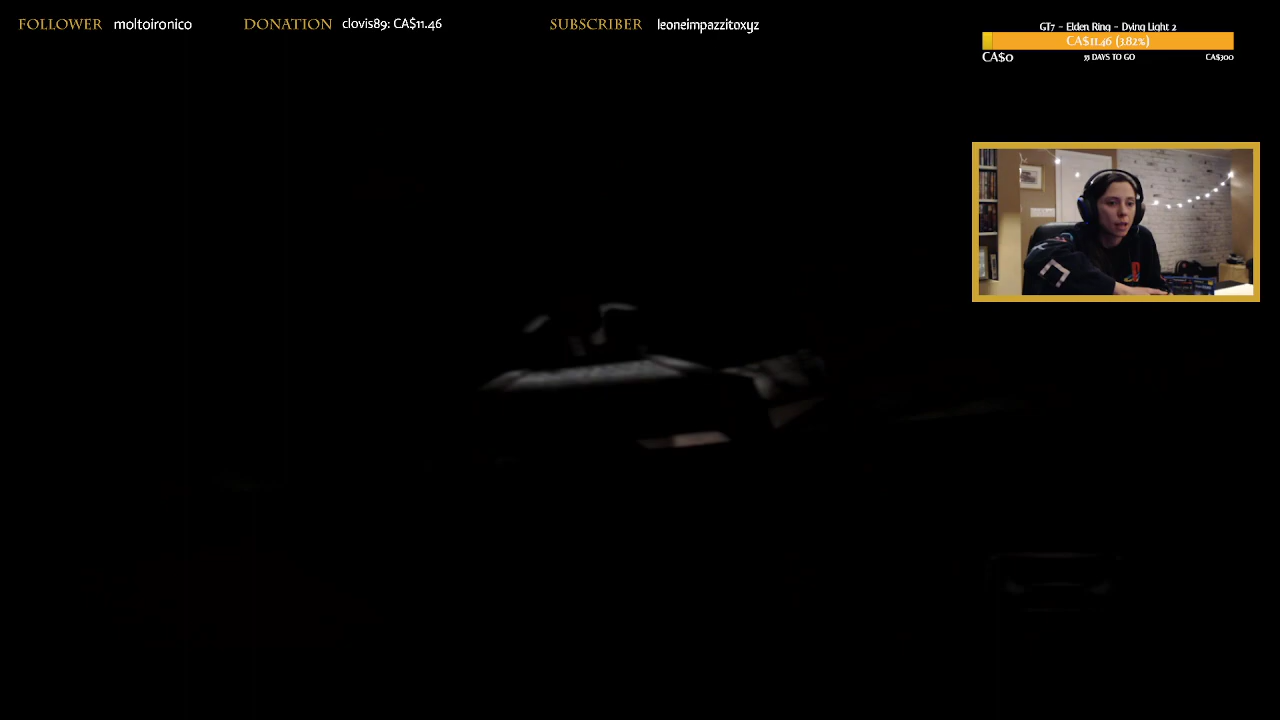 FOLLOWER moltoironico DONATION clovis89: CA$11.46 SUBSCRIBER leoneimpazzitoxyz
GT7 - Elden Ring - Dying Light 2
CA$11.46 (3.82%)
CA$0 33 DAYS TO GO CA$300